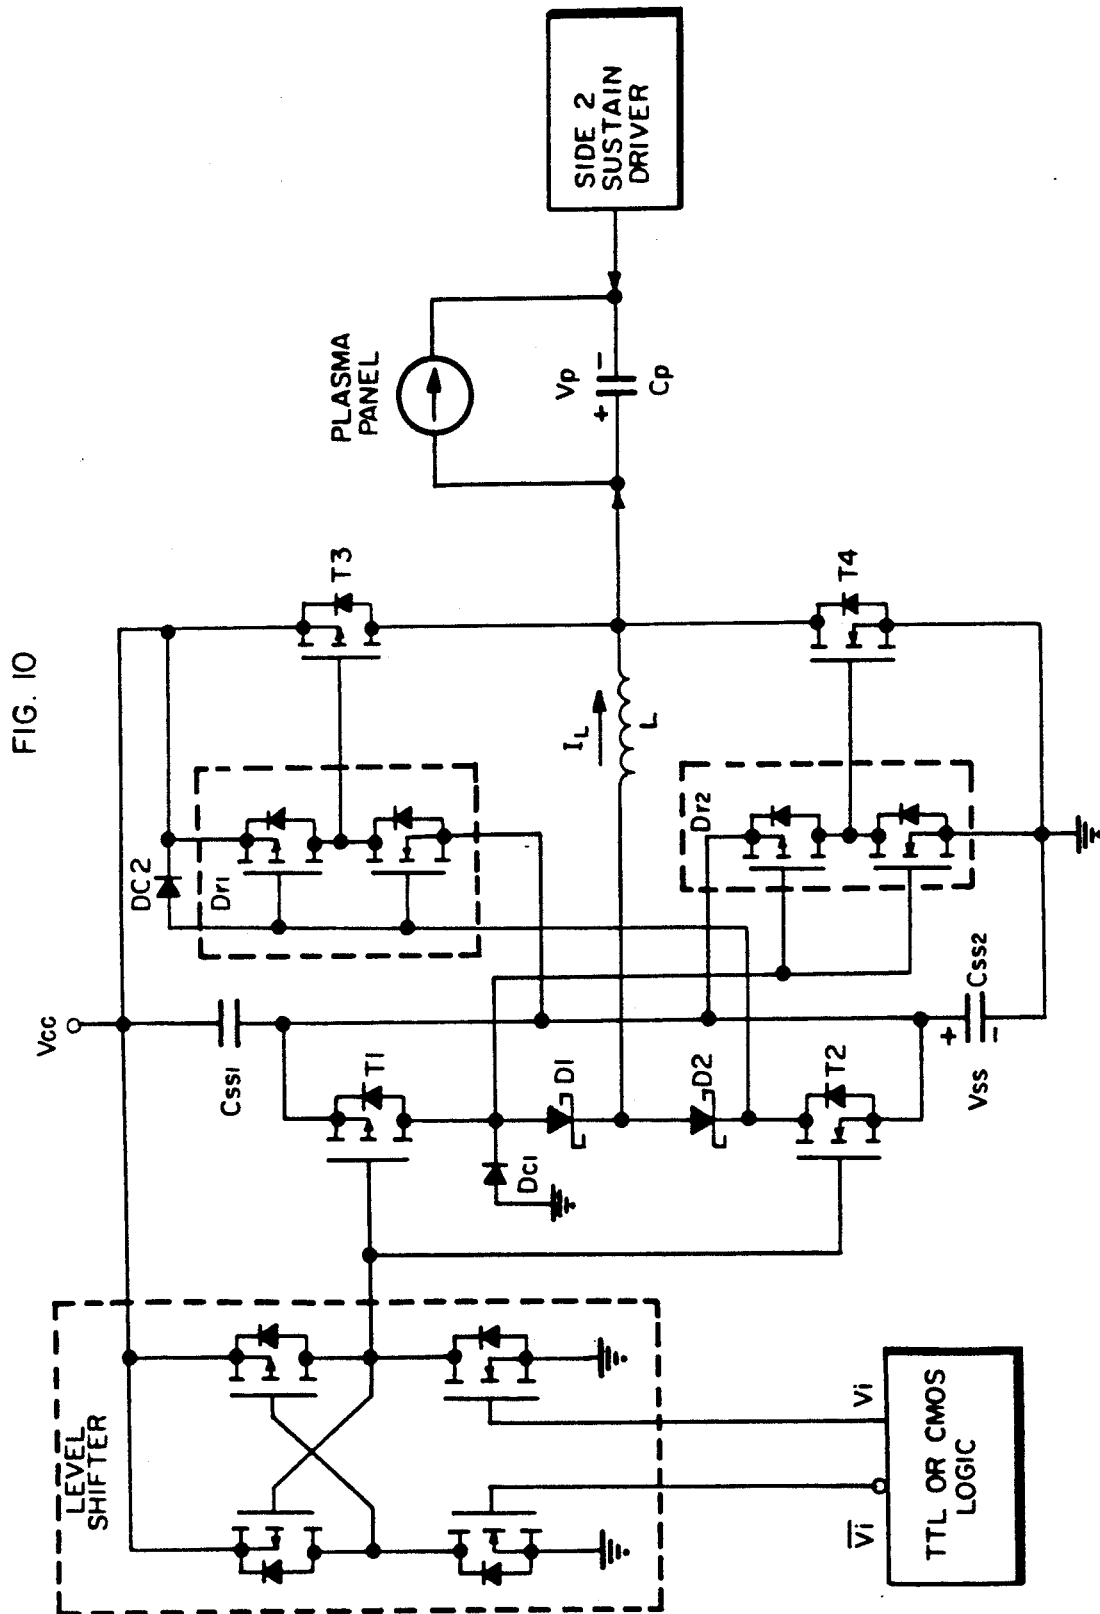 FIG. 10
LEVEL
SHIFTER
Vcc
Css1
T1
Dc1
D1
D2
T2
Vss
+
-
Css2
DC2
Dr1
Dr2
T3
T4
IL
L
PLASMA
PANEL
Vp
+
-
Cp
SIDE 2
SUSTAIN
DRIVER
V̅i̅
Vi
TTL OR CMOS
LOGIC